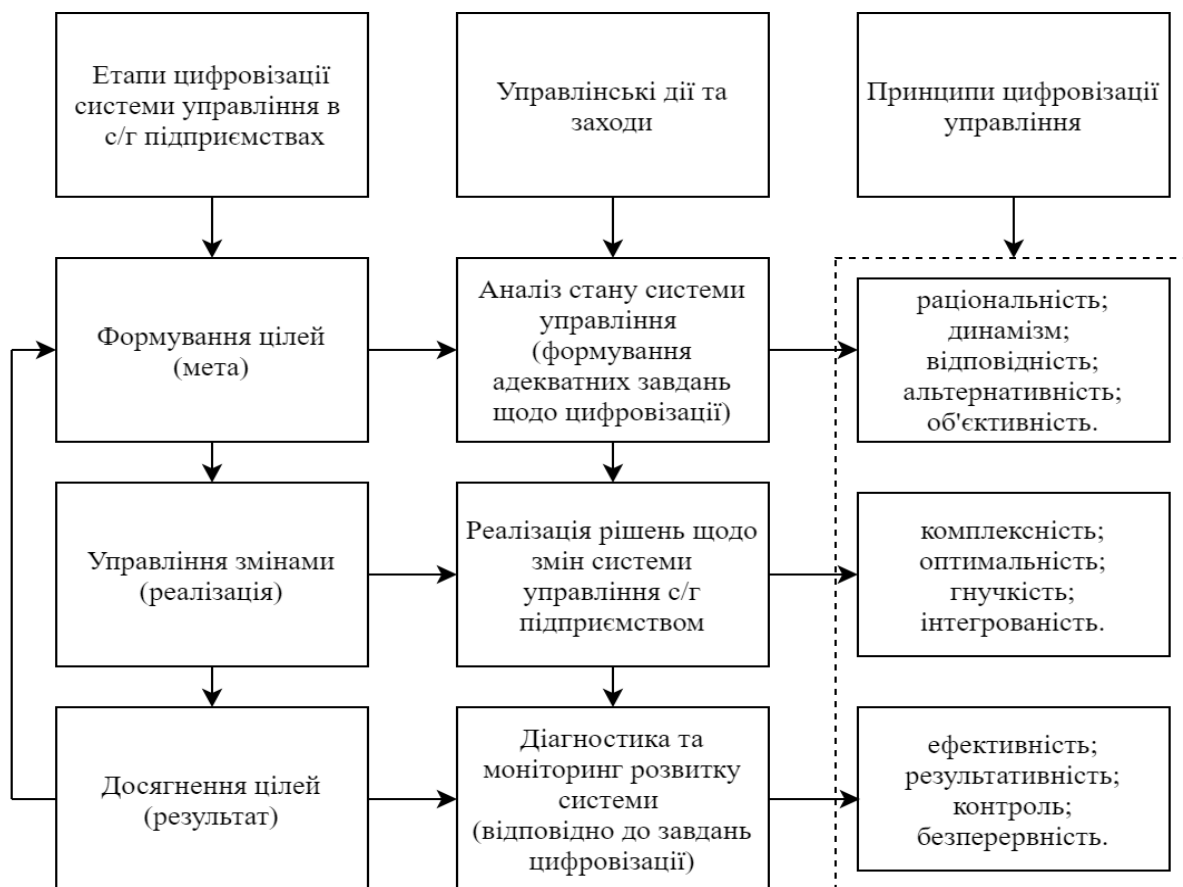 Етапи цифровізації
системи управління в
с/г підприємствах
Управлінські дії та
заходи
Принципи цифровізації
управління
Формування цілей
(мета)
Аналіз стану системи
управління
(формування
адекватних завдань
щодо цифровізації)
раціональність;
динамізм;
відповідність;
альтернативність;
об'єктивність.
Управління змінами
(реалізація)
Реалізація рішень щодо
змін системи
управління с/г
підприємством
комплексність;
оптимальність;
гнучкість;
інтегрованість.
Досягнення цілей
(результат)
Діагностика та
моніторинг розвитку
системи
(відповідно до завдань
цифровізації)
ефективність;
результативність;
контроль;
безперервність.